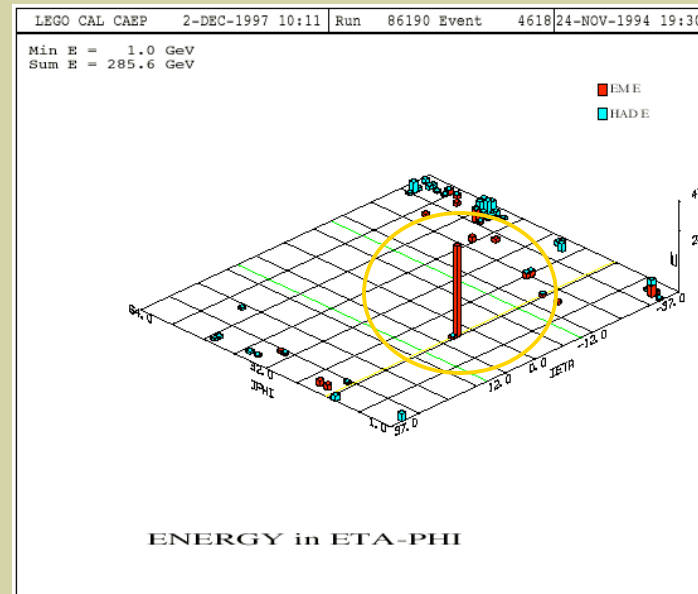 LEGO CAL CAEP 2-DEC-1997 10:11 Run 86190 Event 4618 24-NOV-1994 19:30
Min E = 1.0 GeV
Sum E = 285.6 GeV
EM E
HAD E
64.0
32.0
JPHI
1.0
37.0
12.0
0.0
IETA
-12.0
-37.0
E
ENERGY in ETA-PHI